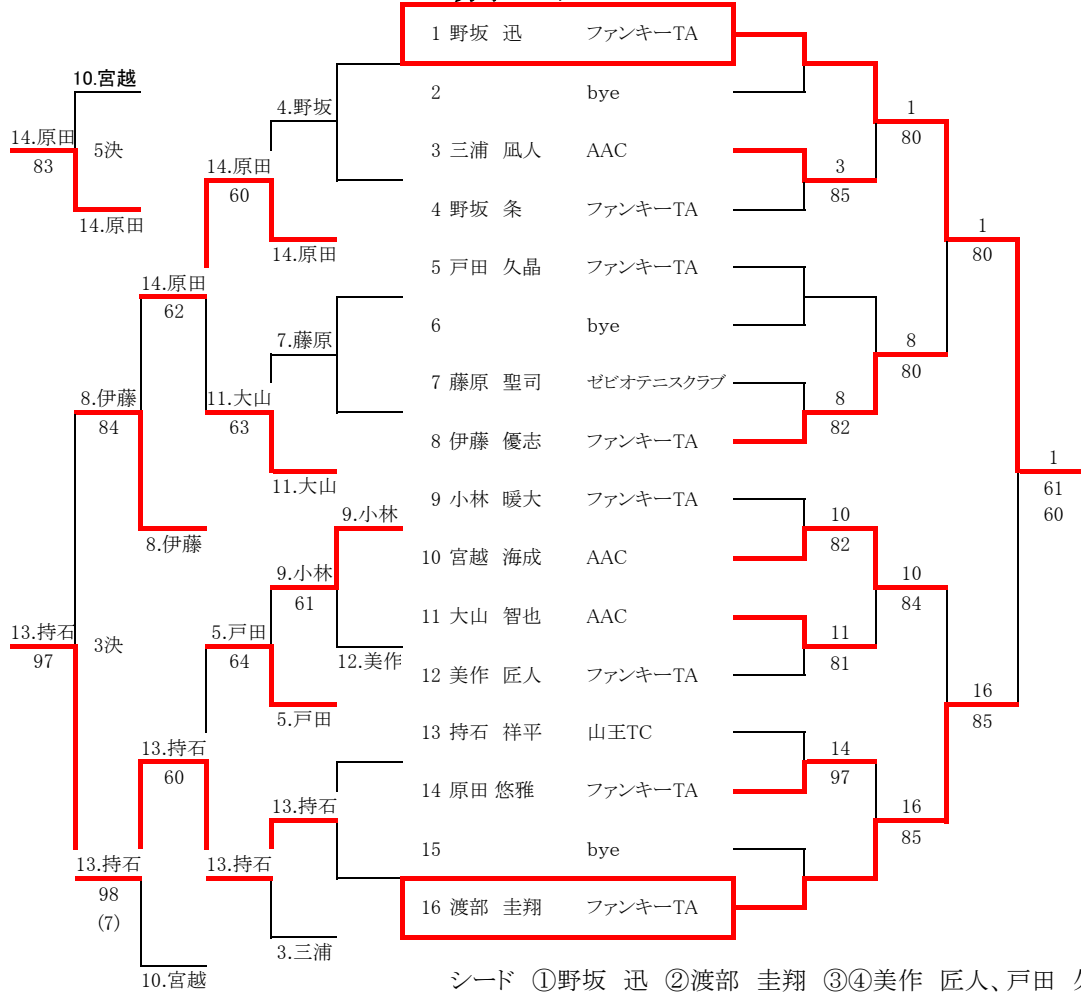 1 野坂 迅 ファンキーTA
2 bye
3 三浦 凪人 AAC
4 野坂 条 ファンキーTA
5 戸田 久晶 ファンキーTA
6 bye
7 藤原 聖司 ゼビオテニスクラブ
8 伊藤 優志 ファンキーTA
9 小林 暖大 ファンキーTA
10 宮越 海成 AAC
11 大山 智也 AAC
12 美作 匠人 ファンキーTA
13 持石 祥平 山王TC
14 原田 悠雅 ファンキーTA
15 bye
16 渡部 圭翔 ファンキーTA
10.宮越
14.原田
83
5決
14.原田
4.野坂
14.原田
60
14.原田
14.原田
62
7.藤原
11.大山
63
11.大山
8.伊藤
84
8.伊藤
9.小林
9.小林
61
12.美作
5.戸田
64
5.戸田
13.持石
97
3決
13.持石
60
13.持石
13.持石
98
(7)
13.持石
3.三浦
10.宮越
1
80
3
85
1
80
8
80
8
82
1
61
60
10
82
10
84
11
81
16
85
14
97
16
85
シード ①野坂 迅 ②渡部 圭翔 ③④美作 匠人、戸田